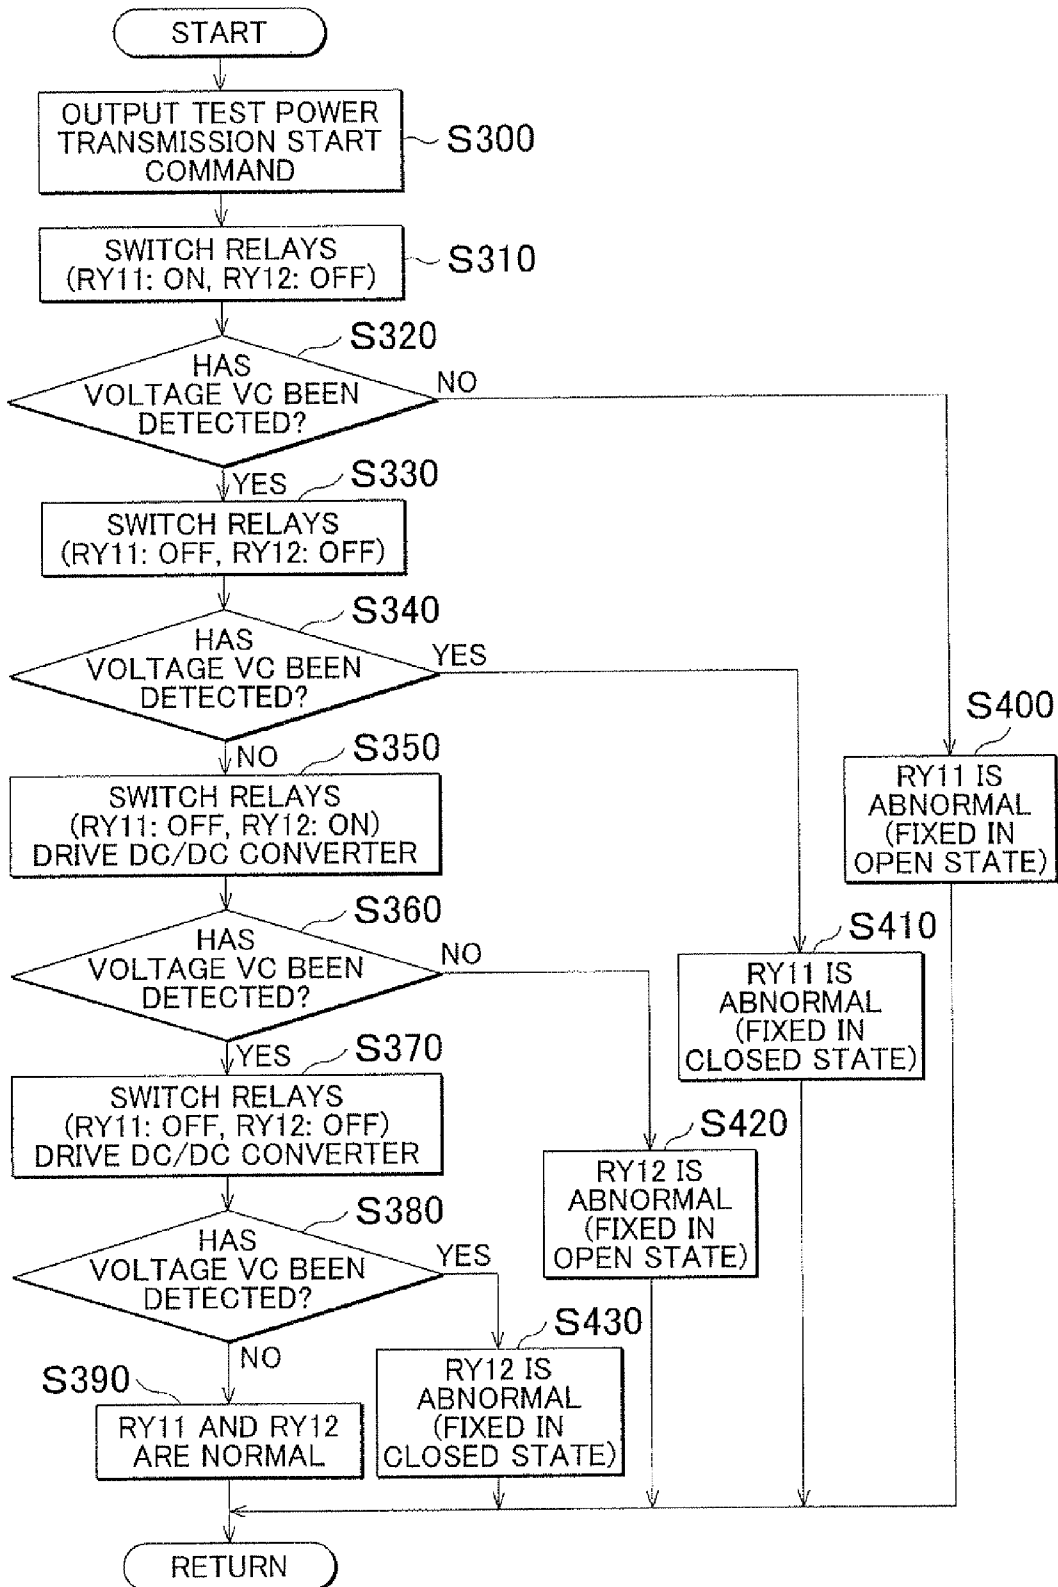 START
OUTPUT TEST POWER
TRANSMISSION START
COMMAND
S300
SWITCH RELAYS
(RY11: ON, RY12: OFF)
S310
S320
HAS
VOLTAGE VC BEEN
DETECTED?
NO
YES
S330
SWITCH RELAYS
(RY11: OFF, RY12: OFF)
S340
HAS
VOLTAGE VC BEEN
DETECTED?
YES
NO
S350
SWITCH RELAYS
(RY11: OFF, RY12: ON)
DRIVE DC/DC CONVERTER
S400
RY11 IS
ABNORMAL
(FIXED IN
OPEN STATE)
S360
HAS
VOLTAGE VC BEEN
DETECTED?
NO
YES
S410
RY11 IS
ABNORMAL
(FIXED IN
CLOSED STATE)
S370
SWITCH RELAYS
(RY11: OFF, RY12: OFF)
DRIVE DC/DC CONVERTER
S420
RY12 IS
ABNORMAL
(FIXED IN
OPEN STATE)
S380
HAS
VOLTAGE VC BEEN
DETECTED?
YES
NO
S430
RY12 IS
ABNORMAL
(FIXED IN
CLOSED STATE)
S390
RY11 AND RY12
ARE NORMAL
RETURN